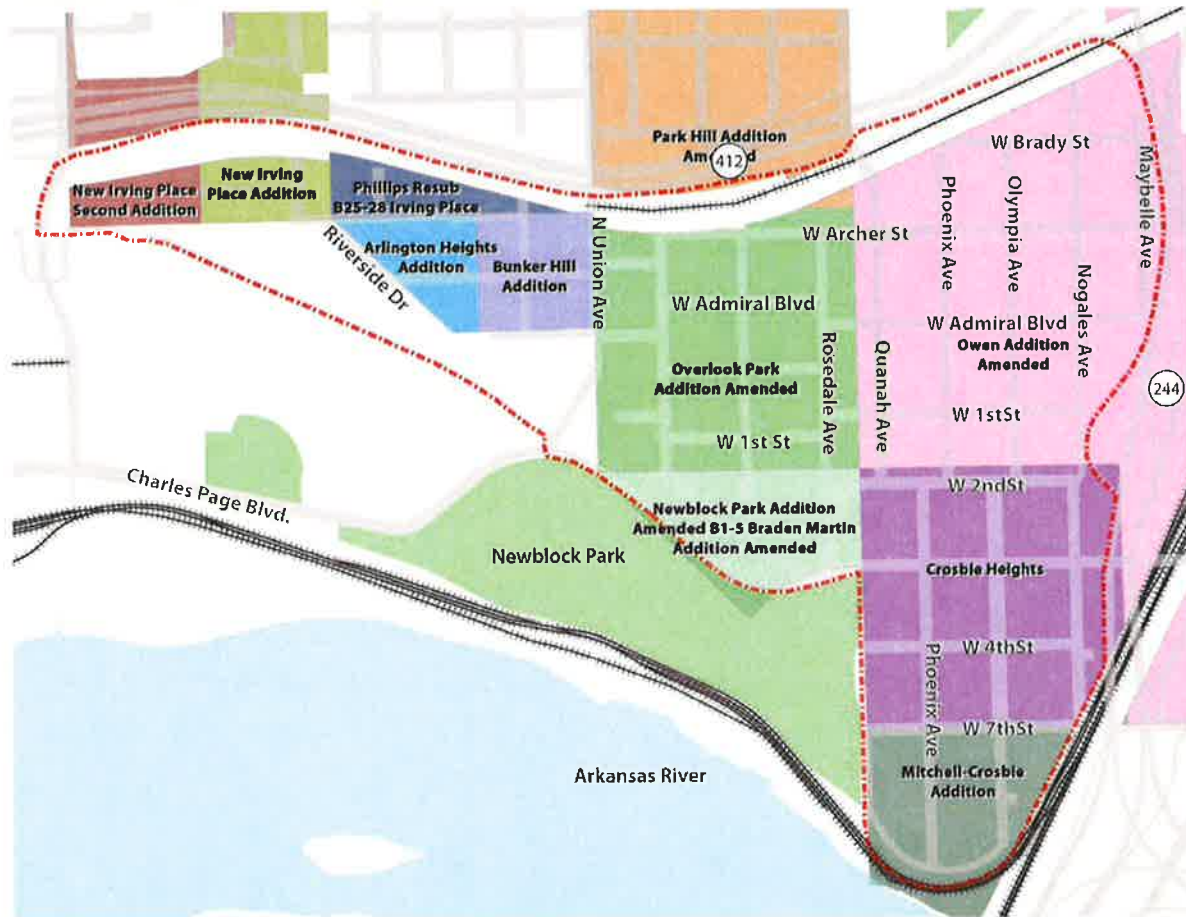 Park Hill Addition
Amended
412
W Brady St
Maybelle Ave
New Irving Place
Second Addition
New Irving
Place Addition
Phillips Resub
B25-28 Irving Place
Phoenix Ave
Olympia Ave
Riverside Dr
Arlington Heights
Addition
Bunker Hill
Addition
N Union Ave
W Archer St
Nogales Ave
W Admiral Blvd
W Admiral Blvd
Owen Addition
Amended
Overlook Park
Addition Amended
Rosedale Ave
Quanah Ave
244
W 1st St
W 1stSt
Charles Page Blvd.
W 2ndSt
Newblock Park Addition
Amended B1-5 Braden Martin
Addition Amended
Newblock Park
Crosbie Heights
W 4thSt
Phoenix Ave
W 7thSt
Arkansas River
Mitchell-Crosbie
Addition